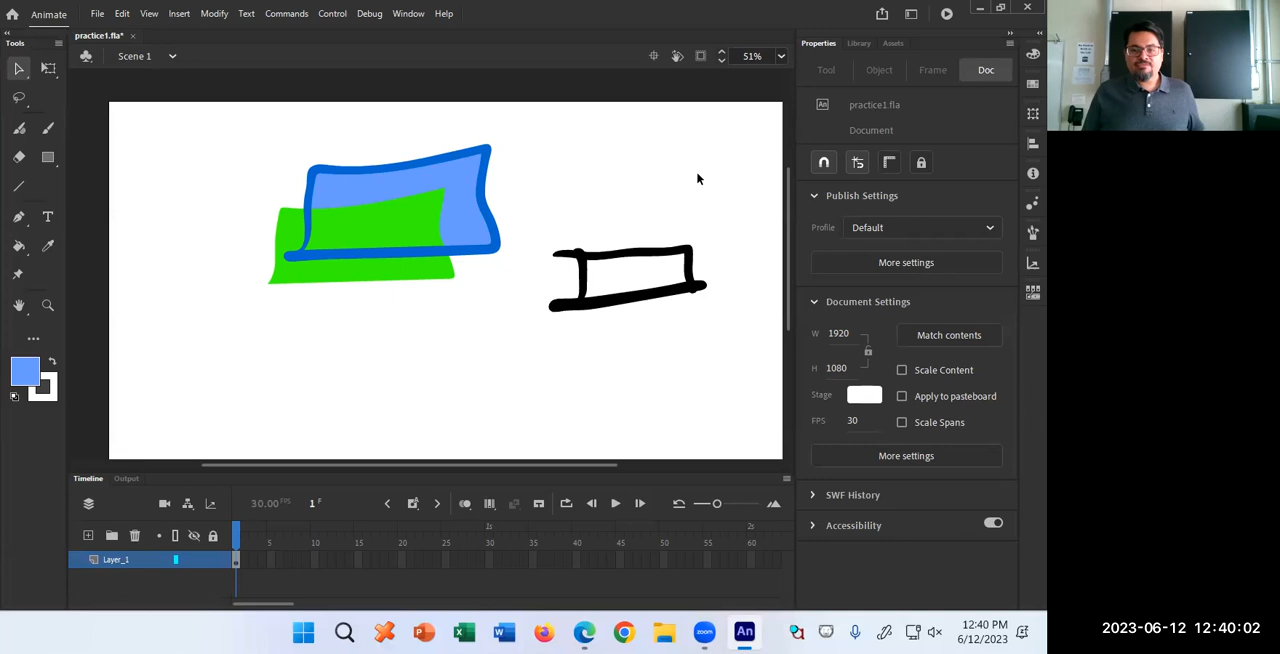 Animate File Edit View Insert Modify Text Commands Control Debug Window Help
practice1.fla*
Tools
Scene 1
51%
Properties Library Assets
Tool Object Frame Doc
An practice1.fla
Document
Publish Settings
Profile Default
More settings
Document Settings
W 1920
Match contents
H 1080
Scale Content
Stage
Apply to pasteboard
FPS 30
Scale Spans
More settings
SWF History
Accessibility
Timeline Output
30.00 FPS 1 F
1s 2s
5 10 15 20 25 30 35 40 45 50 55 60
Layer_1
zoom An
12:40 PM
6/12/2023
2023-06-12 12:40:02